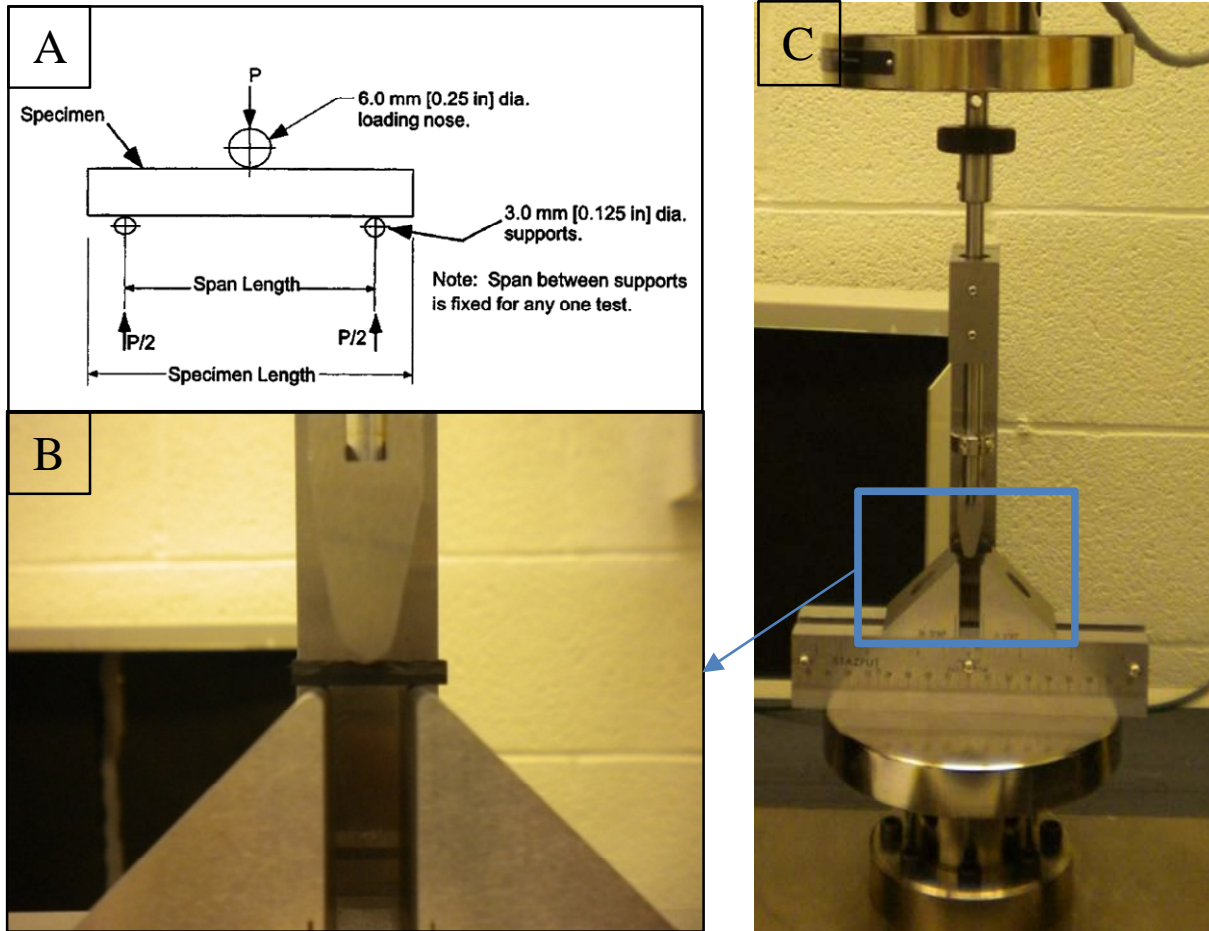 A
P
6.0 mm [0.25 in] dia.
loading nose.
Specimen
3.0 mm [0.125 in] dia.
supports.
Span Length
Note: Span between supports
is fixed for any one test.
P/2
P/2
Specimen Length
B
C